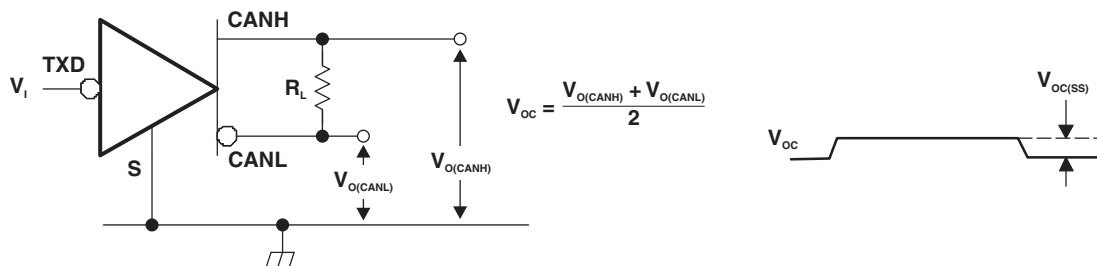 CANH
TXD
V_I
R_L
S
CANL
V_O(CANL)
V_O(CANH)
V_OC = V_O(CANH) + V_O(CANL)
2
V_OC(SS)
V_OC